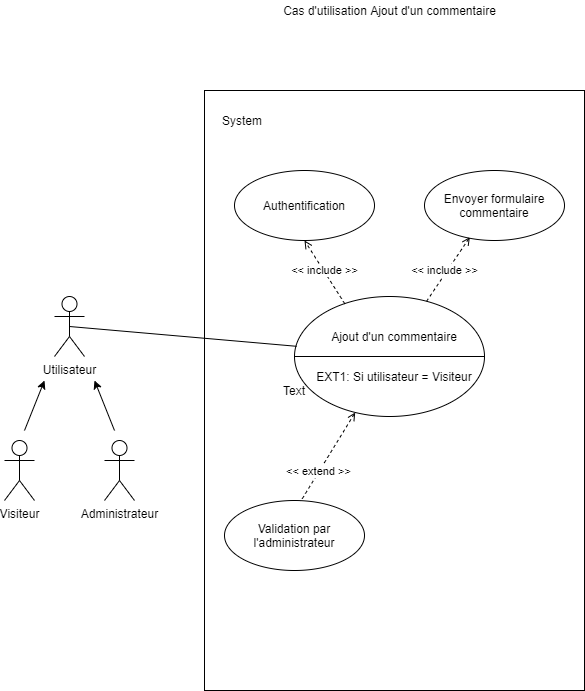 Cas d'utilisation Ajout d'un commentaire
System
Authentification
Envoyer formulaire
commentaire
<< include >>
<< include >>
Ajout d'un commentaire
Utilisateur
EXT1: Si utilisateur = Visiteur
Text
<< extend >>
Visiteur
Administrateur
Validation par
l'administrateur